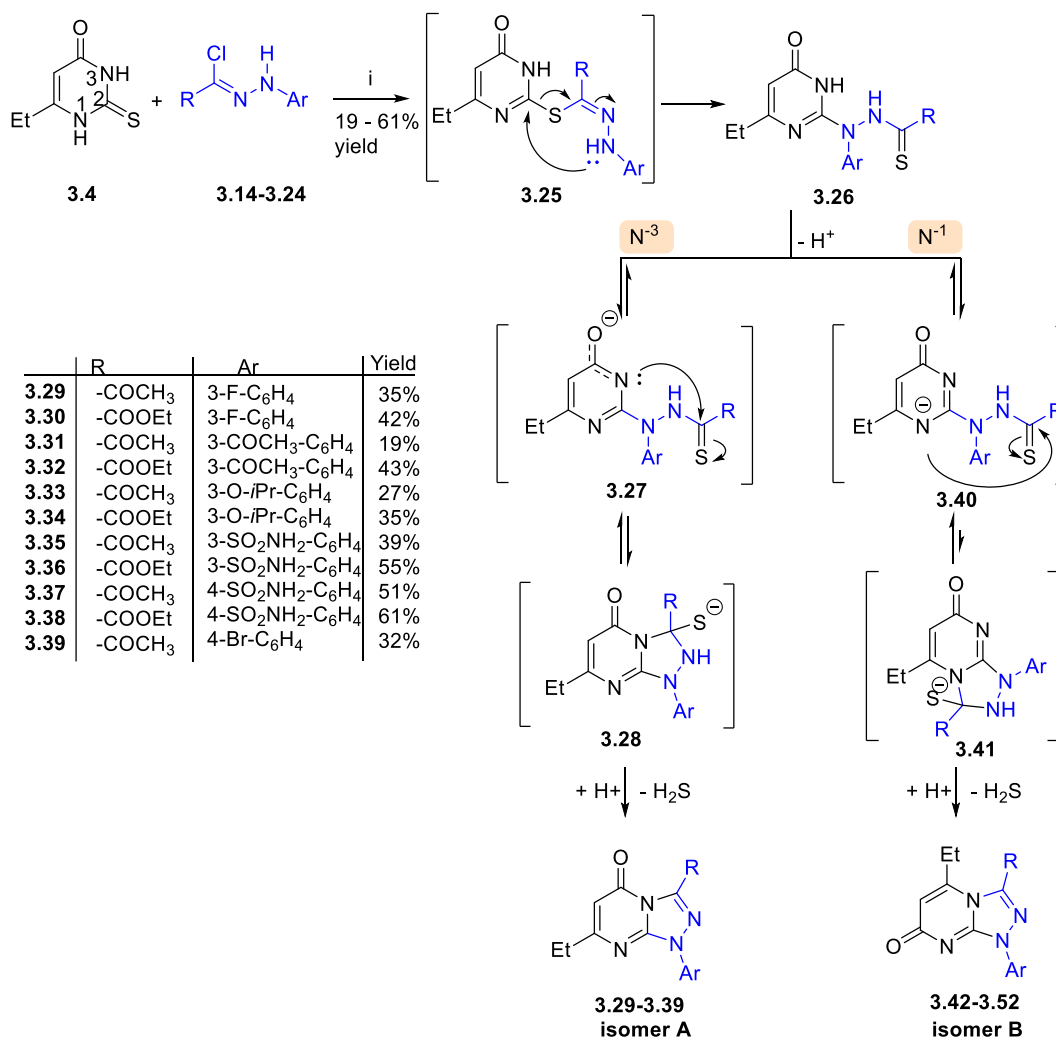 O
3 NH
1 2
Et N H S
3.4
+
Cl H
R N N Ar
3.14-3.24
i
19 - 61%
yield
O
NH R
Et N S N
HN Ar
3.25
O
NH H
Et N N N R
Ar S
3.26
N-3 - H+ N-1
O ⊖
N: H
Et N N N R
Ar S
3.27
O
N H
Et N ⊖ N N R
Ar S
3.40
R Ar Yield
3.29 -COCH3 3-F-C6H4 35%
3.30 -COOEt 3-F-C6H4 42%
3.31 -COCH3 3-COCH3-C6H4 19%
3.32 -COOEt 3-COCH3-C6H4 43%
3.33 -COCH3 3-O-iPr-C6H4 27%
3.34 -COOEt 3-O-iPr-C6H4 35%
3.35 -COCH3 3-SO2NH2-C6H4 39%
3.36 -COOEt 3-SO2NH2-C6H4 55%
3.37 -COCH3 4-SO2NH2-C6H4 51%
3.38 -COOEt 4-SO2NH2-C6H4 61%
3.39 -COCH3 4-Br-C6H4 32%
O R S ⊖
N NH
Et N N
Ar
3.28
O
N Ar
Et N N
⊖ S NH
R
3.41
+ H+ - H2S
+ H+ - H2S
O R
N N
Et N N
Ar
3.29-3.39
isomer A
Et R
N N
O N N
Ar
3.42-3.52
isomer B